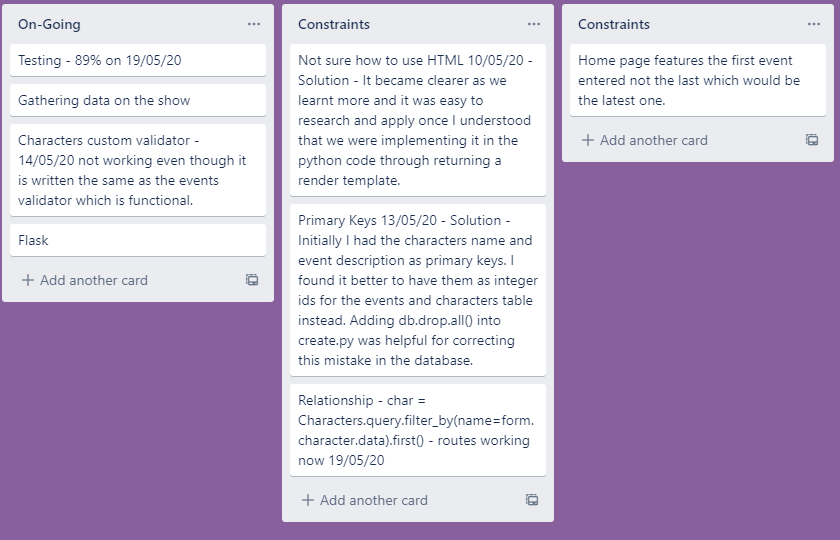 On-Going
Testing - 89% on 19/05/20
Gathering data on the show
Characters custom validator -
14/05/20 not working even though it
is written the same as the events
validator which is functional.
Flask
Add another card
Constraints
Not sure how to use HTML 10/05/20 -
Solution - It became clearer as we
learnt more and it was easy to
research and apply once I understood
that we were implementing it in the
python code through returning a
render template.
Primary Keys 13/05/20 - Solution -
Initially I had the characters name and
event description as primary keys. I
found it better to have them as integer
ids for the events and characters table
instead. Adding db.drop.all() into
create.py was helpful for correcting
this mistake in the database.
Relationship - char =
Characters.query.filter_by(name=form.
character.data).first() - routes working
now 19/05/20
Add another card
Constraints
Home page features the first event
entered not the last which would be
the latest one.
Add another card